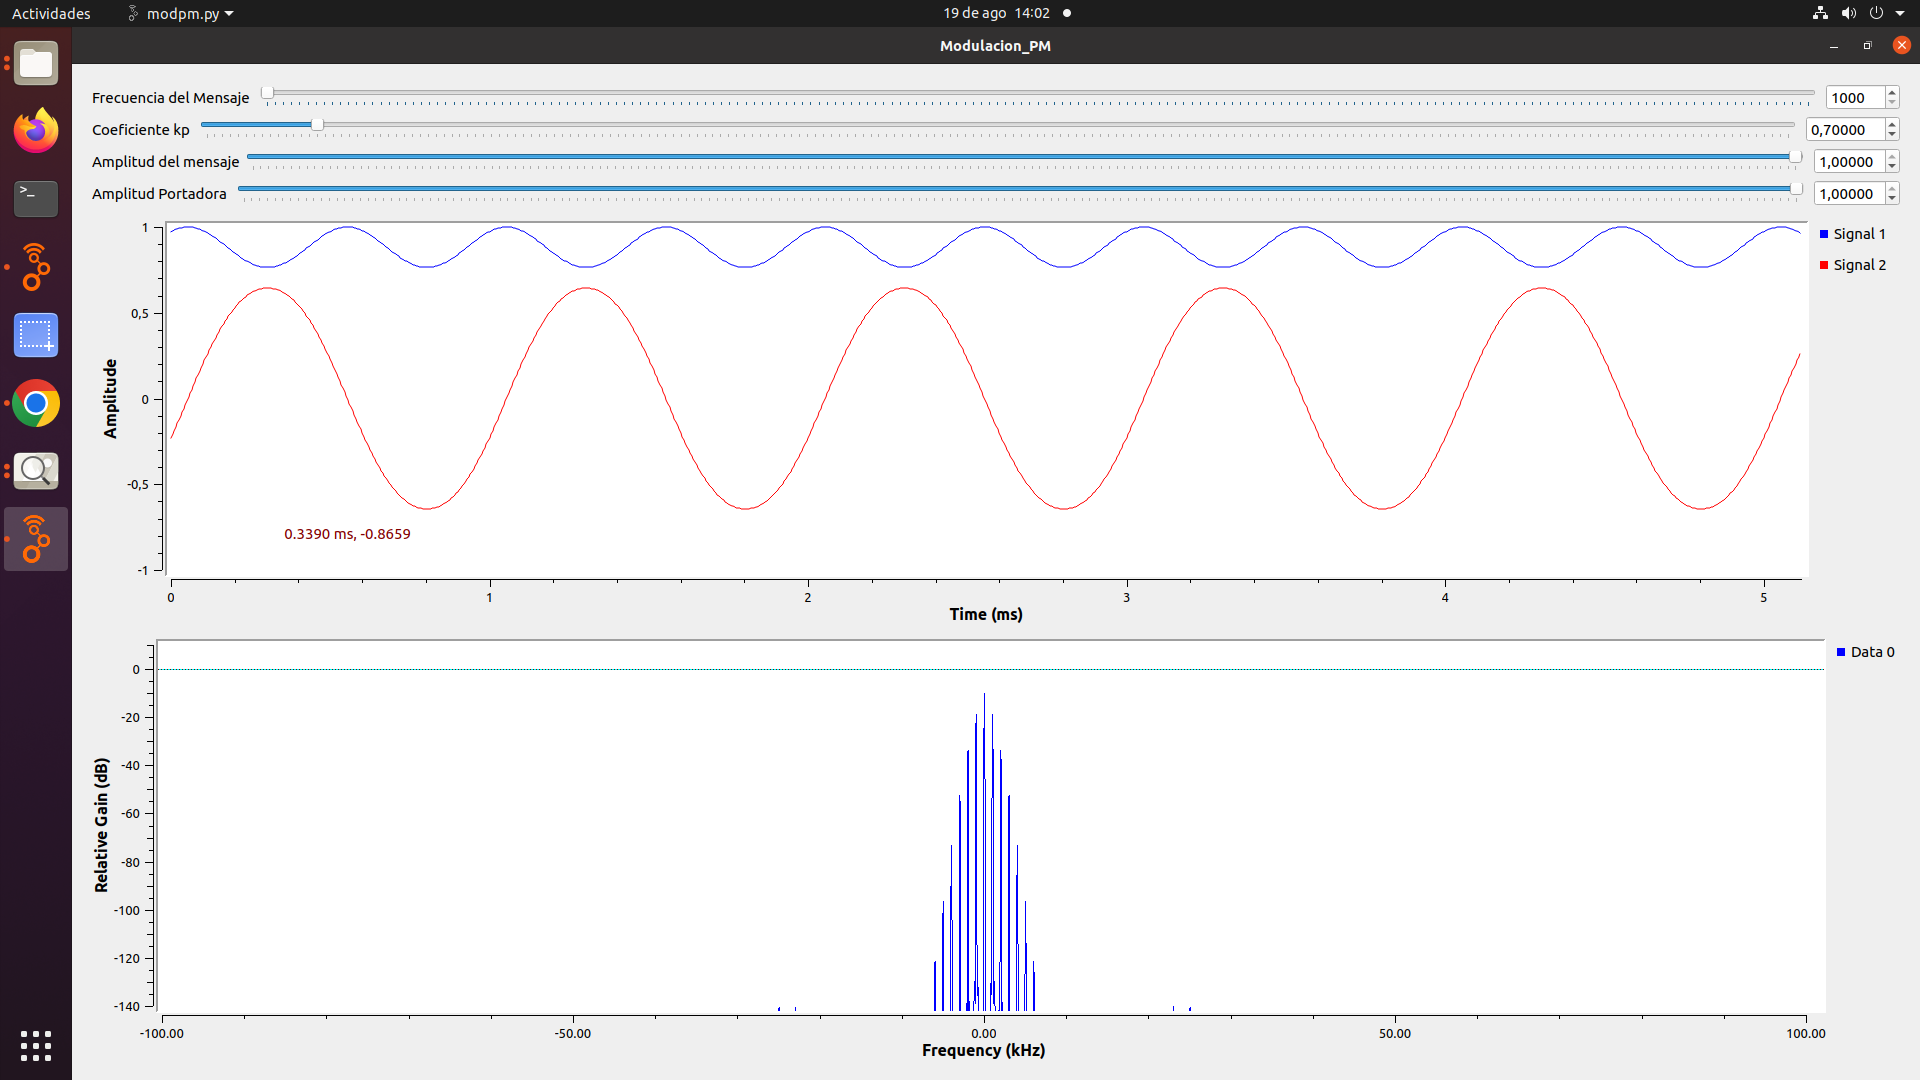 Actividades modpm.py 19 de ago 14:02
Modulacion_PM
Frecuencia del Mensaje 1000
Coeficiente kp 0,70000
Amplitud del mensaje 1,00000
Amplitud Portadora 1,00000
1
0,5
0
-0,5
-1
Amplitude
Signal 1
Signal 2
0.3390 ms, -0.8659
0 1 2 3 4 5
Time (ms)
0
-20
-40
-60
-80
-100
-120
-140
Relative Gain (dB)
Data 0
-100.00 -50.00 0.00 50.00 100.00
Frequency (kHz)